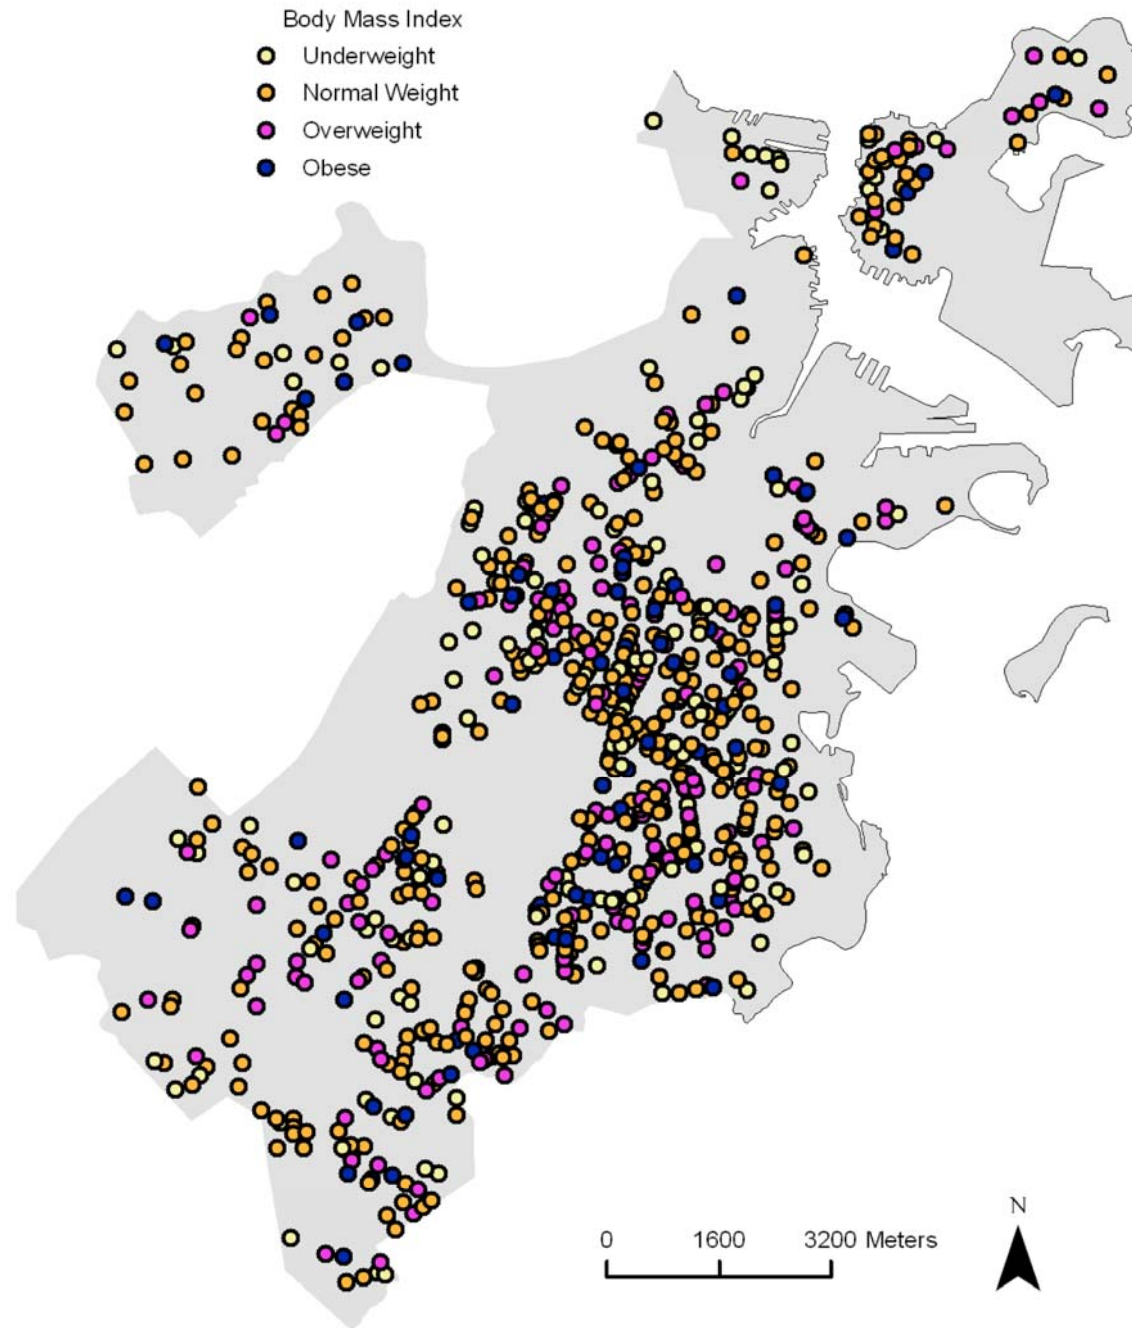 Body Mass Index
Underweight
Normal Weight
Overweight
Obese
N
0 1600 3200 Meters